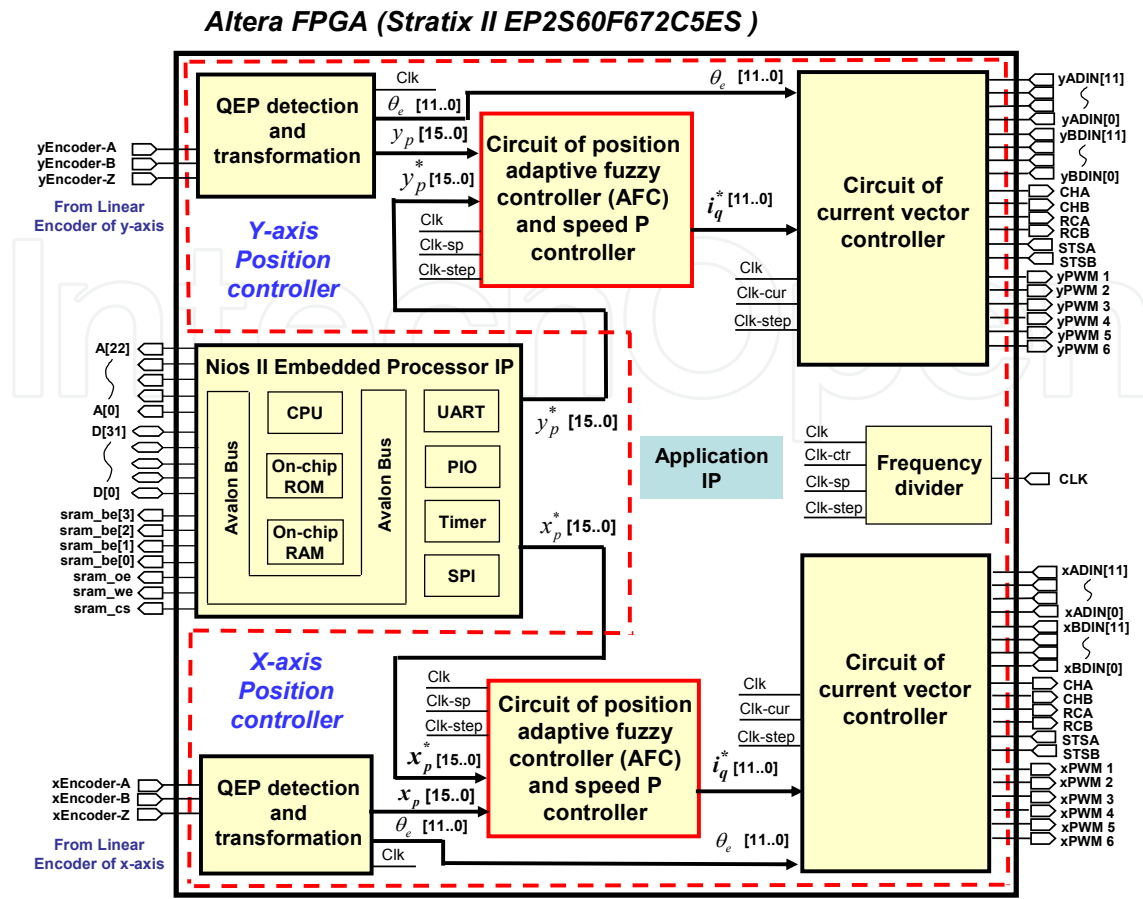 Altera FPGA (Stratix II EP2S60F672C5ES )
QEP detection
and
transformation
Clk
θe [11..0]
yp [15..0]
yp* [15..0]
Clk
Clk-sp
Clk-step
θe [11..0]
Circuit of position
adaptive fuzzy
controller (AFC)
and speed P
controller
iq* [11..0]
Clk
Clk-cur
Clk-step
Circuit of
current vector
controller
yEncoder-A
yEncoder-B
yEncoder-Z
From Linear
Encoder of y-axis
Y-axis
Position
controller
yADIN[11]
yADIN[0]
yBDIN[11]
yBDIN[0]
CHA
CHB
RCA
RCB
STSA
STSB
yPWM 1
yPWM 2
yPWM 3
yPWM 4
yPWM 5
yPWM 6
A[22]
A[0]
D[31]
D[0]
sram_be[3]
sram_be[2]
sram_be[1]
sram_be[0]
sram_oe
sram_we
sram_cs
Nios II Embedded Processor IP
Avalon Bus
CPU
On-chip
ROM
On-chip
RAM
Avalon Bus
UART
PIO
Timer
SPI
yp* [15..0]
xp* [15..0]
Application
IP
Clk
Clk-ctr
Clk-sp
Clk-step
Frequency
divider
CLK
X-axis
Position
controller
Clk
Clk-sp
Clk-step
xp* [15..0]
xp [15..0]
θe [11..0]
Clk
Circuit of position
adaptive fuzzy
controller (AFC)
and speed P
controller
iq* [11..0]
θe [11..0]
Clk
Clk-cur
Clk-step
Circuit of
current vector
controller
xEncoder-A
xEncoder-B
xEncoder-Z
From Linear
Encoder of x-axis
QEP detection
and
transformation
xADIN[11]
xADIN[0]
xBDIN[11]
xBDIN[0]
CHA
CHB
RCA
RCB
STSA
STSB
xPWM 1
xPWM 2
xPWM 3
xPWM 4
xPWM 5
xPWM 6
IntechOpen